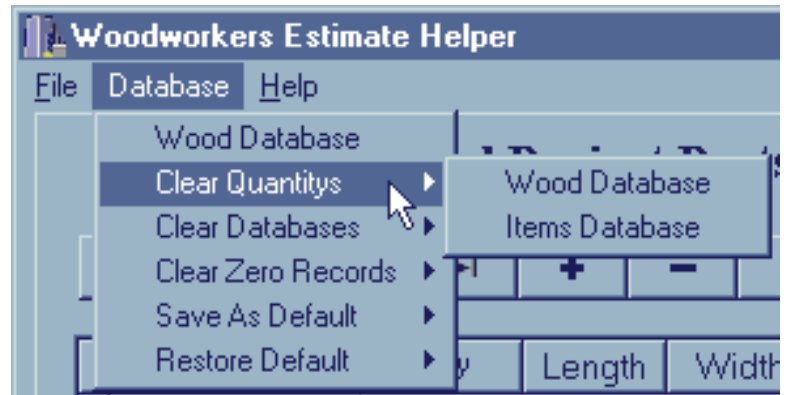 Woodworkers Estimate Helper
File Database Help
Wood Database
Clear Quantitys
Clear Databases
Clear Zero Records
Save As Default
Restore Default
Wood Database
Items Database
+ −
Length Width